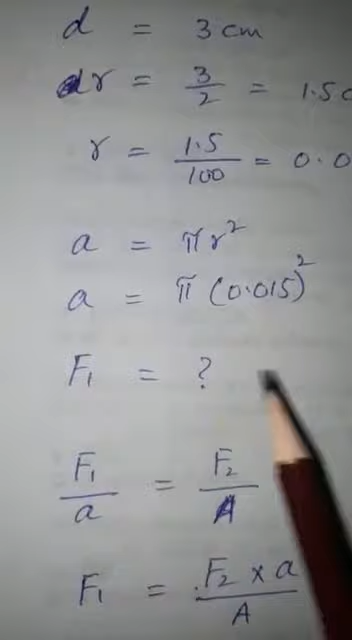 d = 3 cm
r = 3/2 = 1.5
r = 1.5/100 = 0.0
a = πr²
a = π (0.015)²
F₁ = ?
F₁/a = F₂/A
F₁ = F₂ × a/A